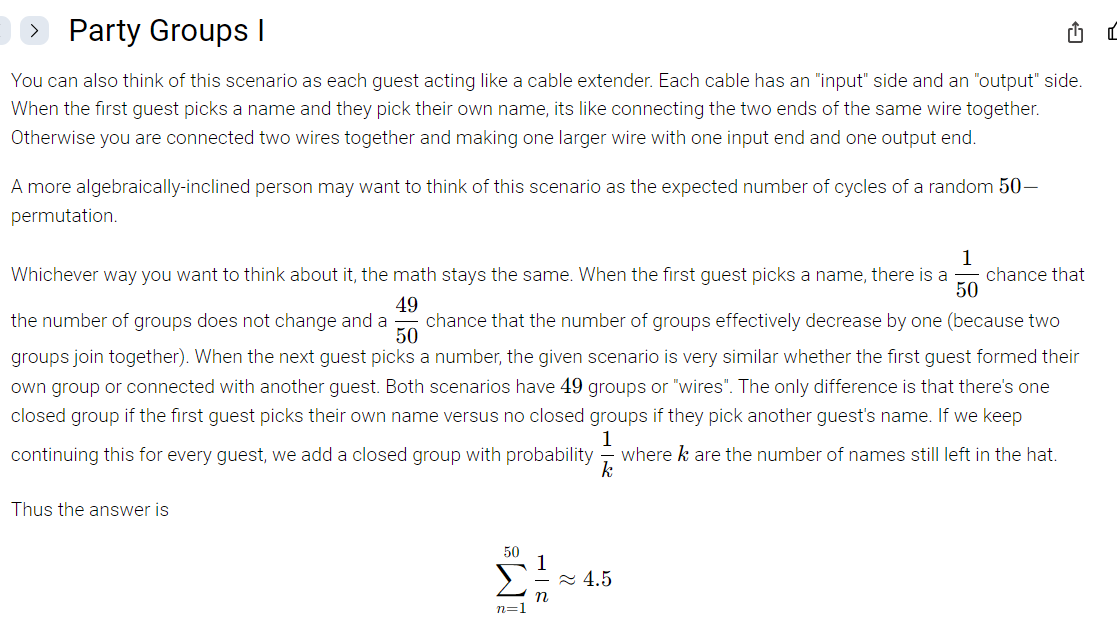 Party Groups I
You can also think of this scenario as each guest acting like a cable extender. Each cable has an "input" side and an "output" side.
When the first guest picks a name and they pick their own name, its like connecting the two ends of the same wire together.
Otherwise you are connected two wires together and making one larger wire with one input end and one output end.
A more algebraically-inclined person may want to think of this scenario as the expected number of cycles of a random 50−
permutation.
Whichever way you want to think about it, the math stays the same. When the first guest picks a name, there is a 1/50 chance that
the number of groups does not change and a 49/50 chance that the number of groups effectively decrease by one (because two
groups join together). When the next guest picks a number, the given scenario is very similar whether the first guest formed their
own group or connected with another guest. Both scenarios have 49 groups or "wires". The only difference is that there's one
closed group if the first guest picks their own name versus no closed groups if they pick another guest's name. If we keep
continuing this for every guest, we add a closed group with probability 1/k where k are the number of names still left in the hat.
Thus the answer is
∑_{n=1}^{50} 1/n ≈ 4.5